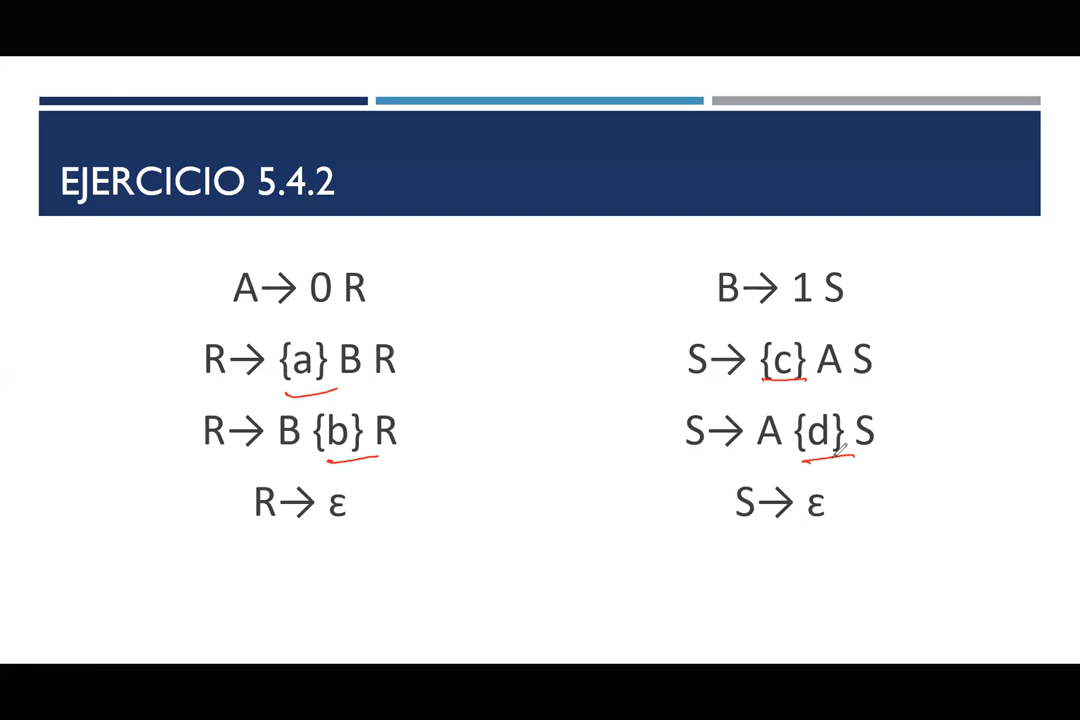 EJERCICIO 5.4.2
A→ 0 R
R→ {a} B R
R→ B {b} R
R→ ε
B→ 1 S
S→ {c} A S
S→ A {d} S
S→ ε